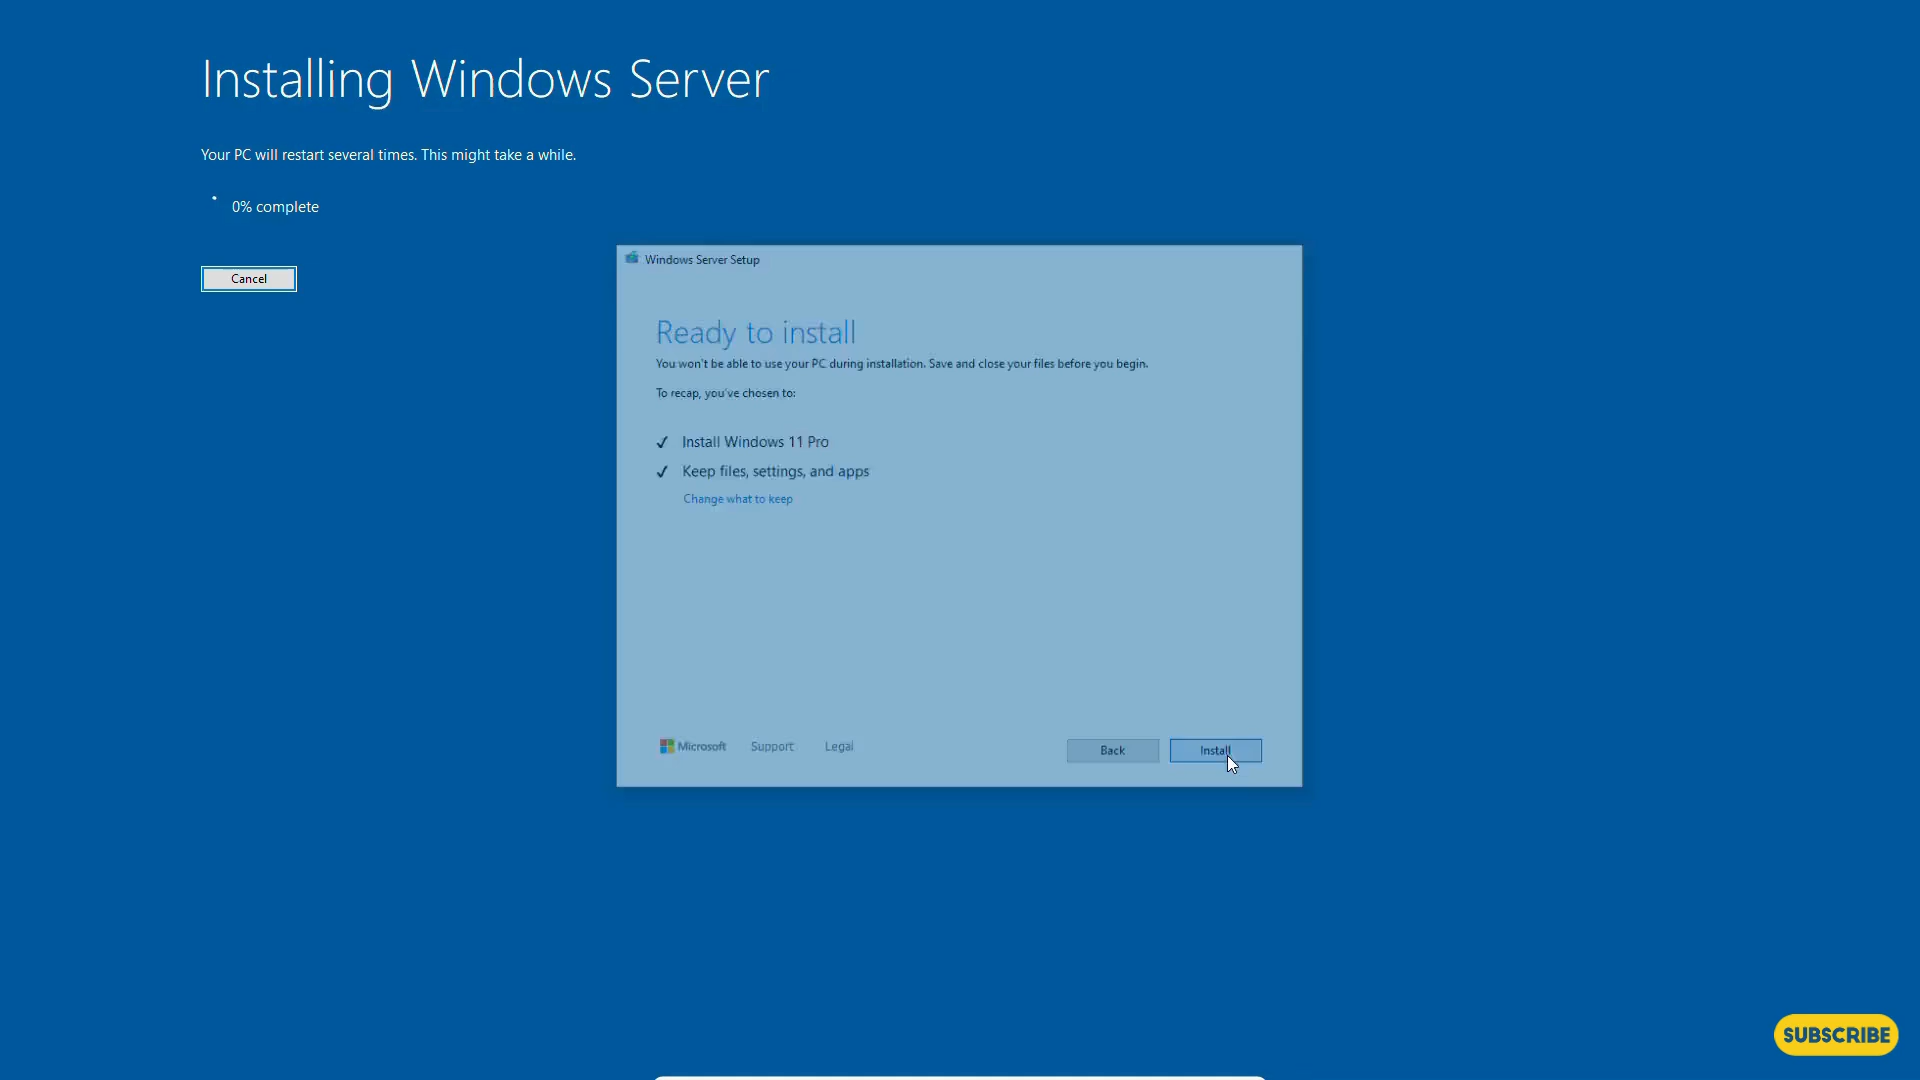 Installing Windows Server
Your PC will restart several times. This might take a while.
0% complete
Cancel
Windows Server Setup
Ready to install
You won't be able to use your PC during installation. Save and close your files before you begin.
To recap, you've chosen to:
Install Windows 11 Pro
Keep files, settings, and apps
Change what to keep
Microsoft Support Legal
Back Install
SUBSCRIBE